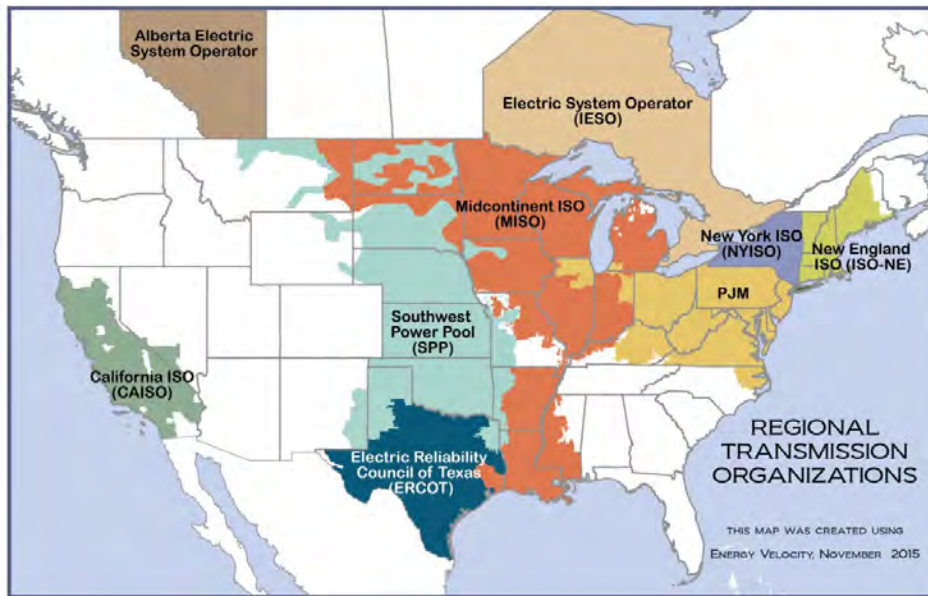 Alberta Electric
System Operator
Electric System Operator
(IESO)
Midcontinent ISO
(MISO)
New York ISO
(NYISO)
New England
ISO (ISO-NE)
PJM
Southwest
Power Pool
(SPP)
California ISO
(CAISO)
Electric Reliability
Council of Texas
(ERCOT)
REGIONAL
TRANSMISSION
ORGANIZATIONS
THIS MAP WAS CREATED USING
ENERGY VELOCITY, NOVEMBER 2015